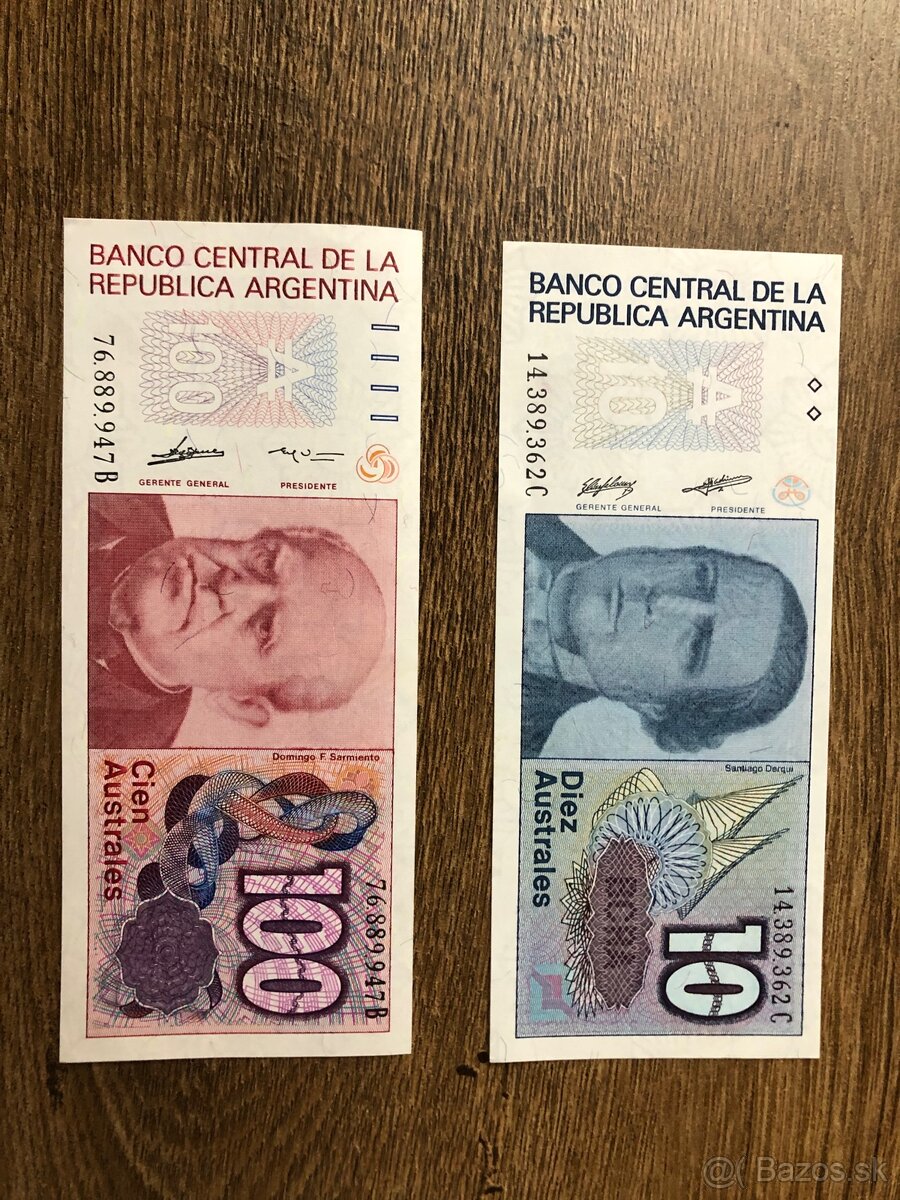 BANCO CENTRAL DE LA
REPUBLICA ARGENTINA
100
₳
76.889.947B
GERENTE GENERAL
PRESIDENTE
Domingo F. Sarmiento
Cien
Australes
100
76.889.947B
BANCO CENTRAL DE LA
REPUBLICA ARGENTINA
10
₳
14.389.362C
GERENTE GENERAL
PRESIDENTE
Santiago Derqui
Diez
Australes
10
14.389.362C
@( Bazos.sk